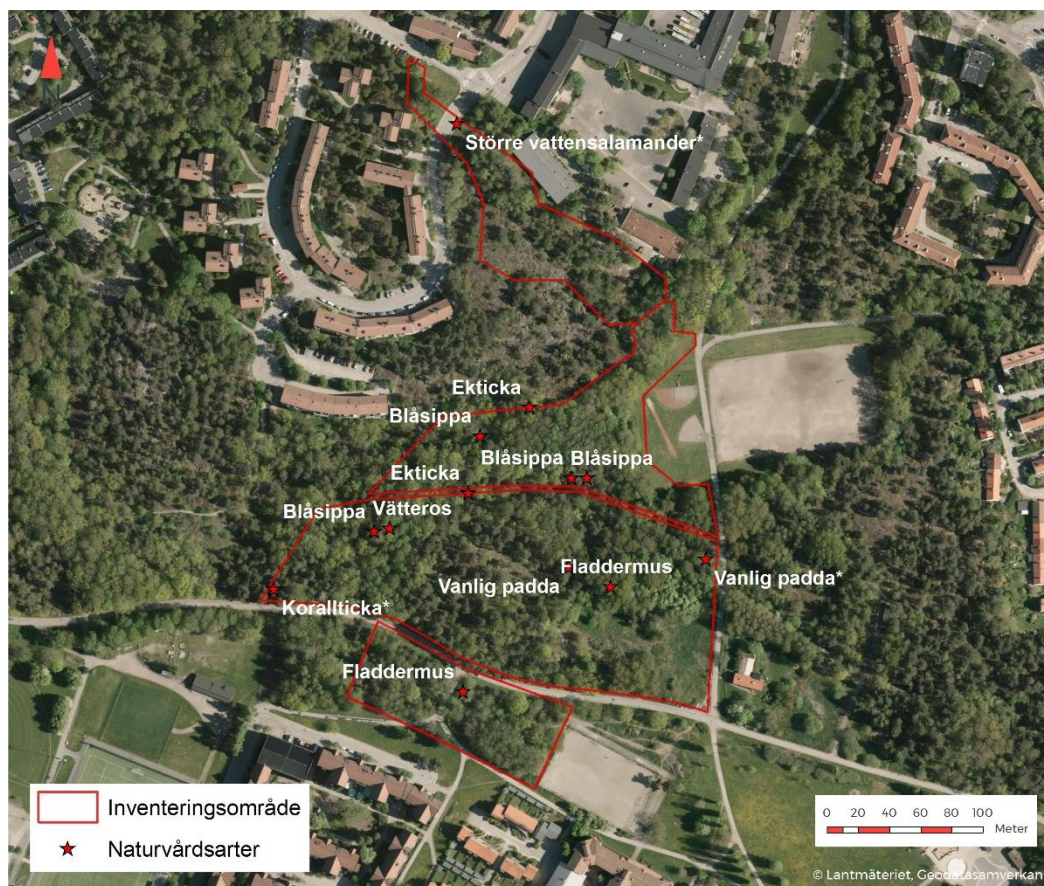 N
Större vattensalamander*
Ekticka
Blåsippa
Blåsippa Blåsippa
Ekticka
Blåsippa
Vätteros
Fladdermus
Vanlig padda
Vanlig padda*
Korallticka*
Fladdermus
Inventeringsområde
Naturvårdsarter
0 20 40 60 80 100
Meter
© Lantmäteriet, Geodatasamverkan